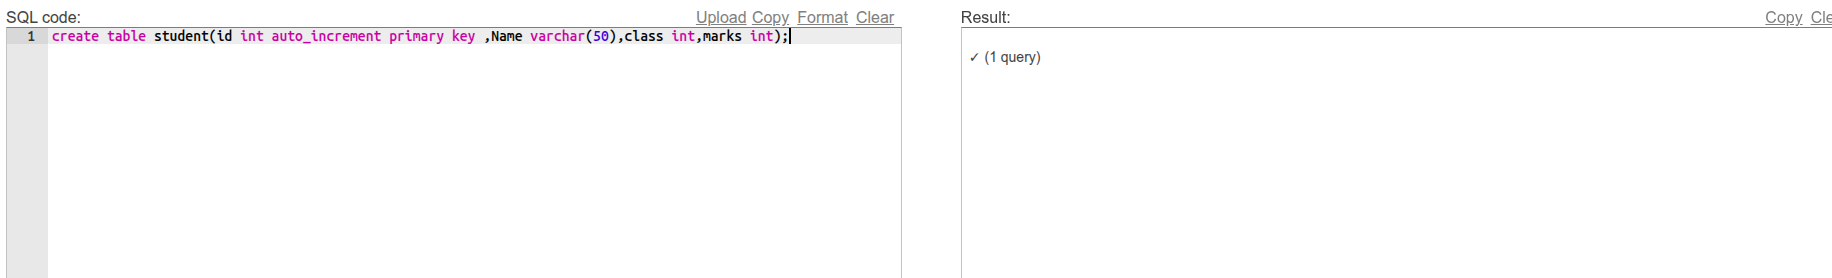 SQL code: Upload Copy Format Clear Result: Copy Cle
1 create table student(id int auto_increment primary key ,Name varchar(50),class int,marks int);
✓ (1 query)